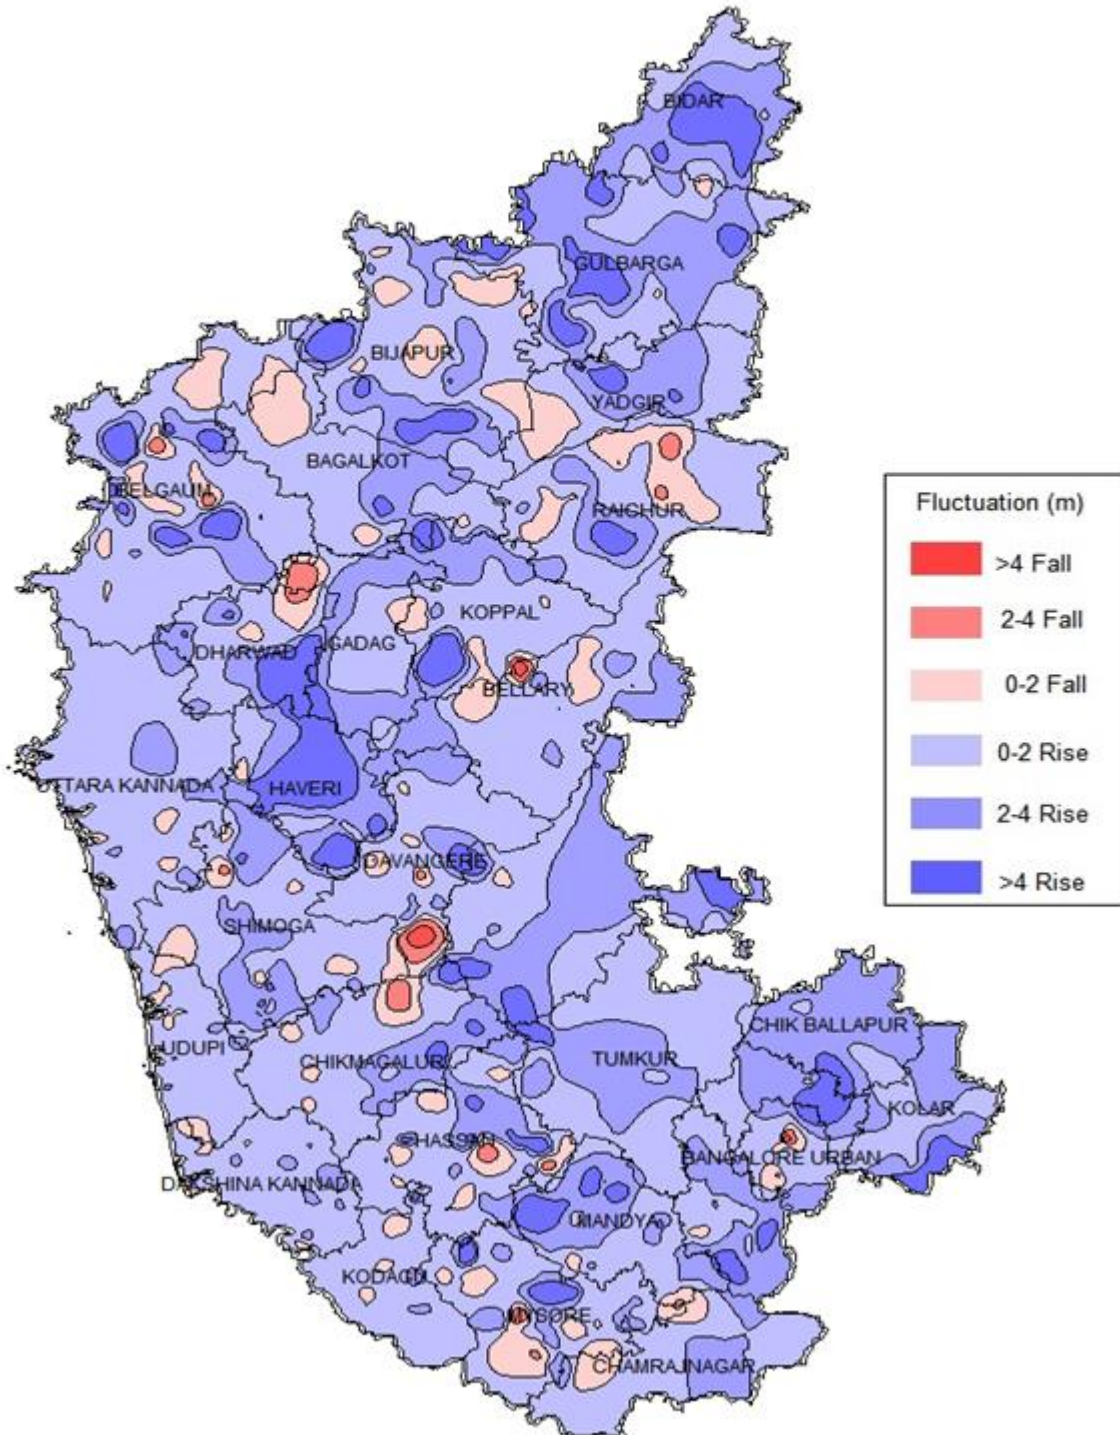 BIDAR
GULBARGA
BIJAPUR
YADGIR
BAGALKOT
BELGAUM
RAICHUR
KOPPAL
GADAG
DHARWAD
BELLARY
UTTARA KANNADA
HAVERI
DAVANGERE
SHIMOGA
CHIK BALLAPUR
UDUPI
CHIKMAGALUR
TUMKUR
KOLAR
HASSAN
BANGALORE URBAN
DAKSHINA KANNADA
MANDYA
KODAGU
MYSORE
CHAMRAJNAGAR
Fluctuation (m)
>4 Fall
2-4 Fall
0-2 Fall
0-2 Rise
2-4 Rise
>4 Rise